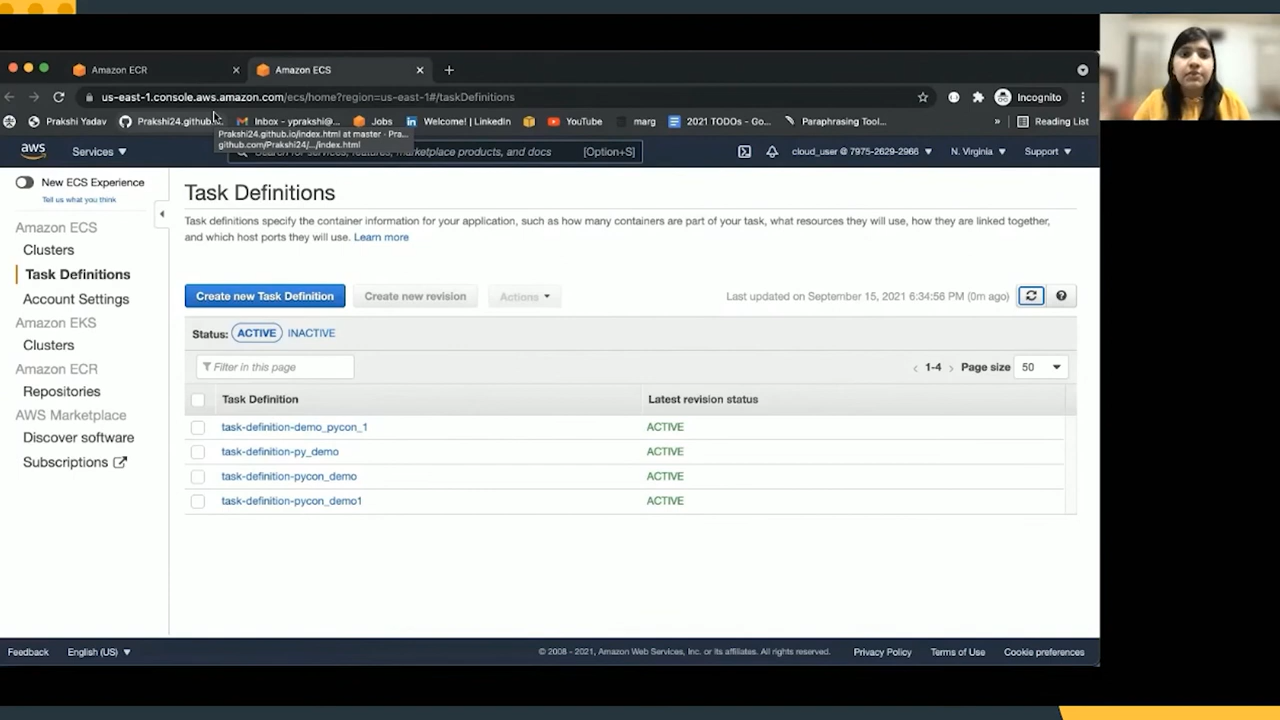 Amazon ECR
Amazon ECS
us-east-1.console.aws.amazon.com/ecs/home?region=us-east-1#/taskDefinitions
Incognito
Prakshi Yadav
Prakshi24.github.i...
Inbox - yprakshi@...
Jobs
Welcome! | LinkedIn
YouTube
marg
2021 TODOs - Go...
Paraphrasing Tool...
»
Reading List
Prakshi24.github.io/index.html at master · Pra...
github.com/Prakshi24/.../index.html
aws
Services
Search for services, features, marketplace products, and docs
[Option+S]
cloud_user @ 7975-2629-2966
N. Virginia
Support
New ECS Experience
Tell us what you think
Amazon ECS
Clusters
Task Definitions
Account Settings
Amazon EKS
Clusters
Amazon ECR
Repositories
AWS Marketplace
Discover software
Subscriptions
Task Definitions
Task definitions specify the container information for your application, such as how many containers are part of your task, what resources they will use, how they are linked together,
and which host ports they will use. Learn more
Create new Task Definition
Create new revision
Actions
Last updated on September 15, 2021 6:34:56 PM (0m ago)
Status: ACTIVE INACTIVE
Filter in this page
1-4
Page size 50
Task Definition
Latest revision status
task-definition-demo_pycon_1
ACTIVE
task-definition-py_demo
ACTIVE
task-definition-pycon_demo
ACTIVE
task-definition-pycon_demo1
ACTIVE
Feedback
English (US)
© 2008 - 2021, Amazon Web Services, Inc. or its affiliates. All rights reserved.
Privacy Policy
Terms of Use
Cookie preferences